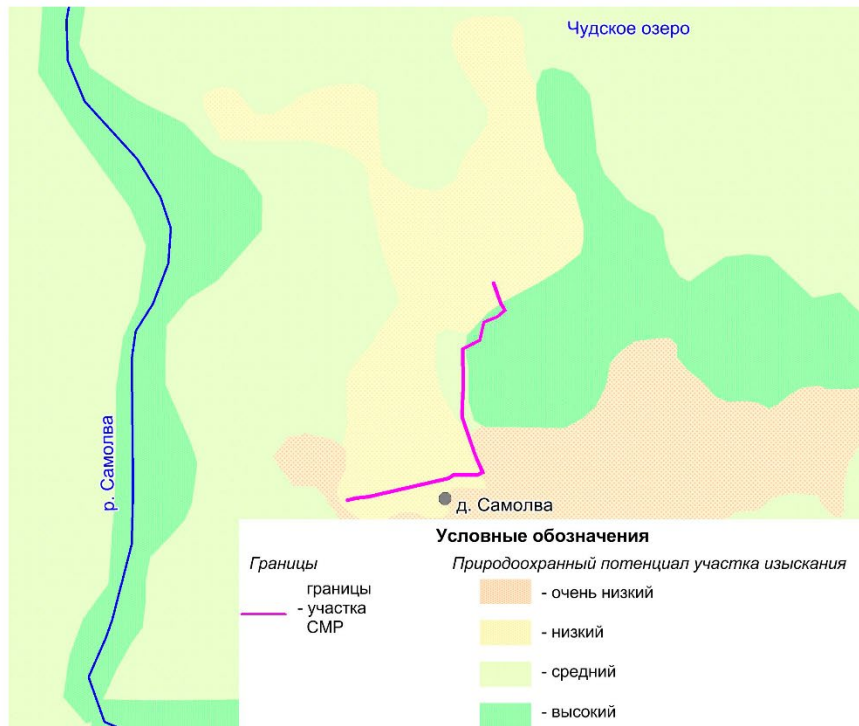 Чудское озеро
р. Самолва
д. Самолва
Условные обозначения
Границы
границы
- участка
СМР
Природоохранный потенциал участка изыскания
- очень низкий
- низкий
- средний
- высокий